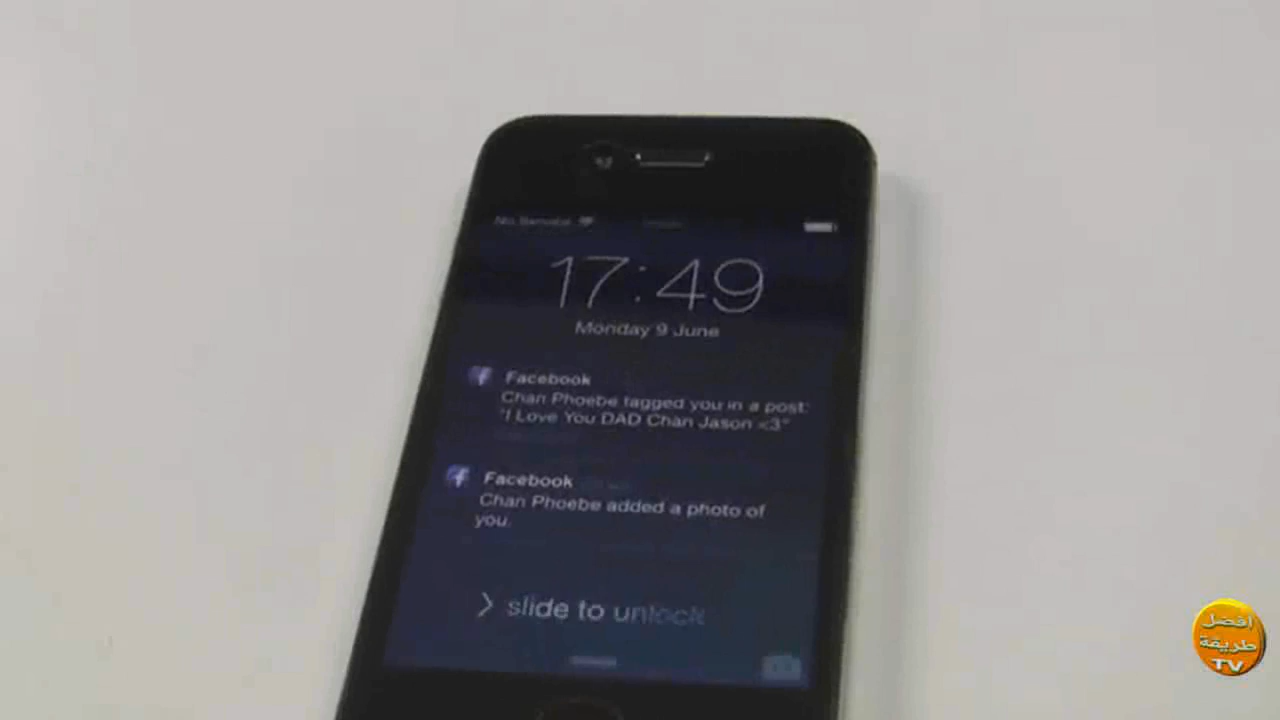 No Service
17:49
Monday 9 June
Facebook
Chan Phoebe tagged you in a post:
"I Love You DAD Chan Jason <3"
Facebook
Chan Phoebe added a photo of
you.
> slide to unlock
افضل
طريقة
TV